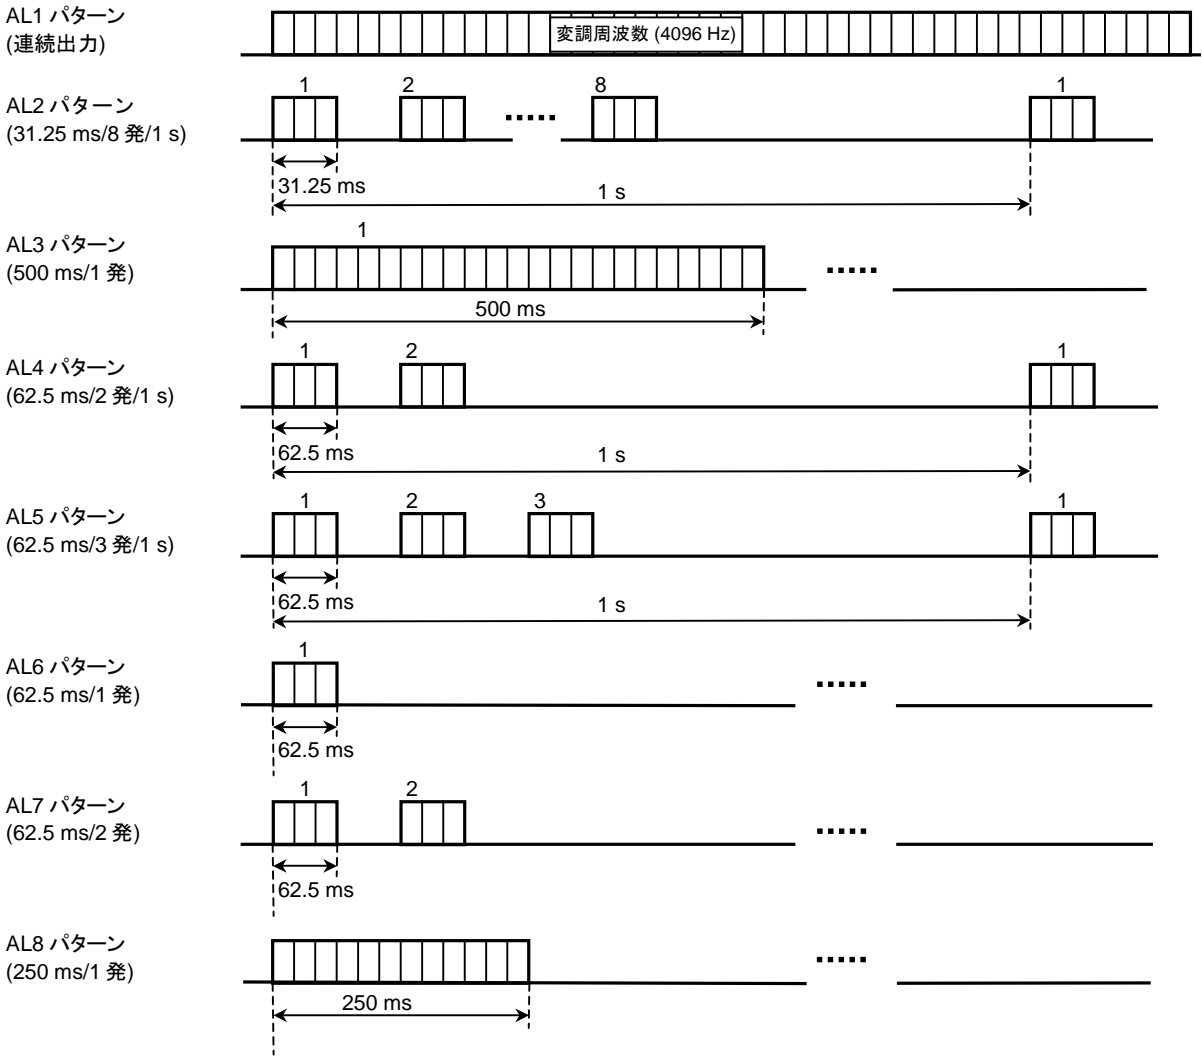 AL1 パターン
(連続出力)
変調周波数 (4096 Hz)
AL2 パターン
(31.25 ms/8 発/1 s)
1
2
8
1
31.25 ms
1 s
AL3 パターン
(500 ms/1 発)
1
500 ms
AL4 パターン
(62.5 ms/2 発/1 s)
1
2
1
62.5 ms
1 s
AL5 パターン
(62.5 ms/3 発/1 s)
1
2
3
1
62.5 ms
1 s
AL6 パターン
(62.5 ms/1 発)
1
62.5 ms
AL7 パターン
(62.5 ms/2 発)
1
2
62.5 ms
AL8 パターン
(250 ms/1 発)
250 ms